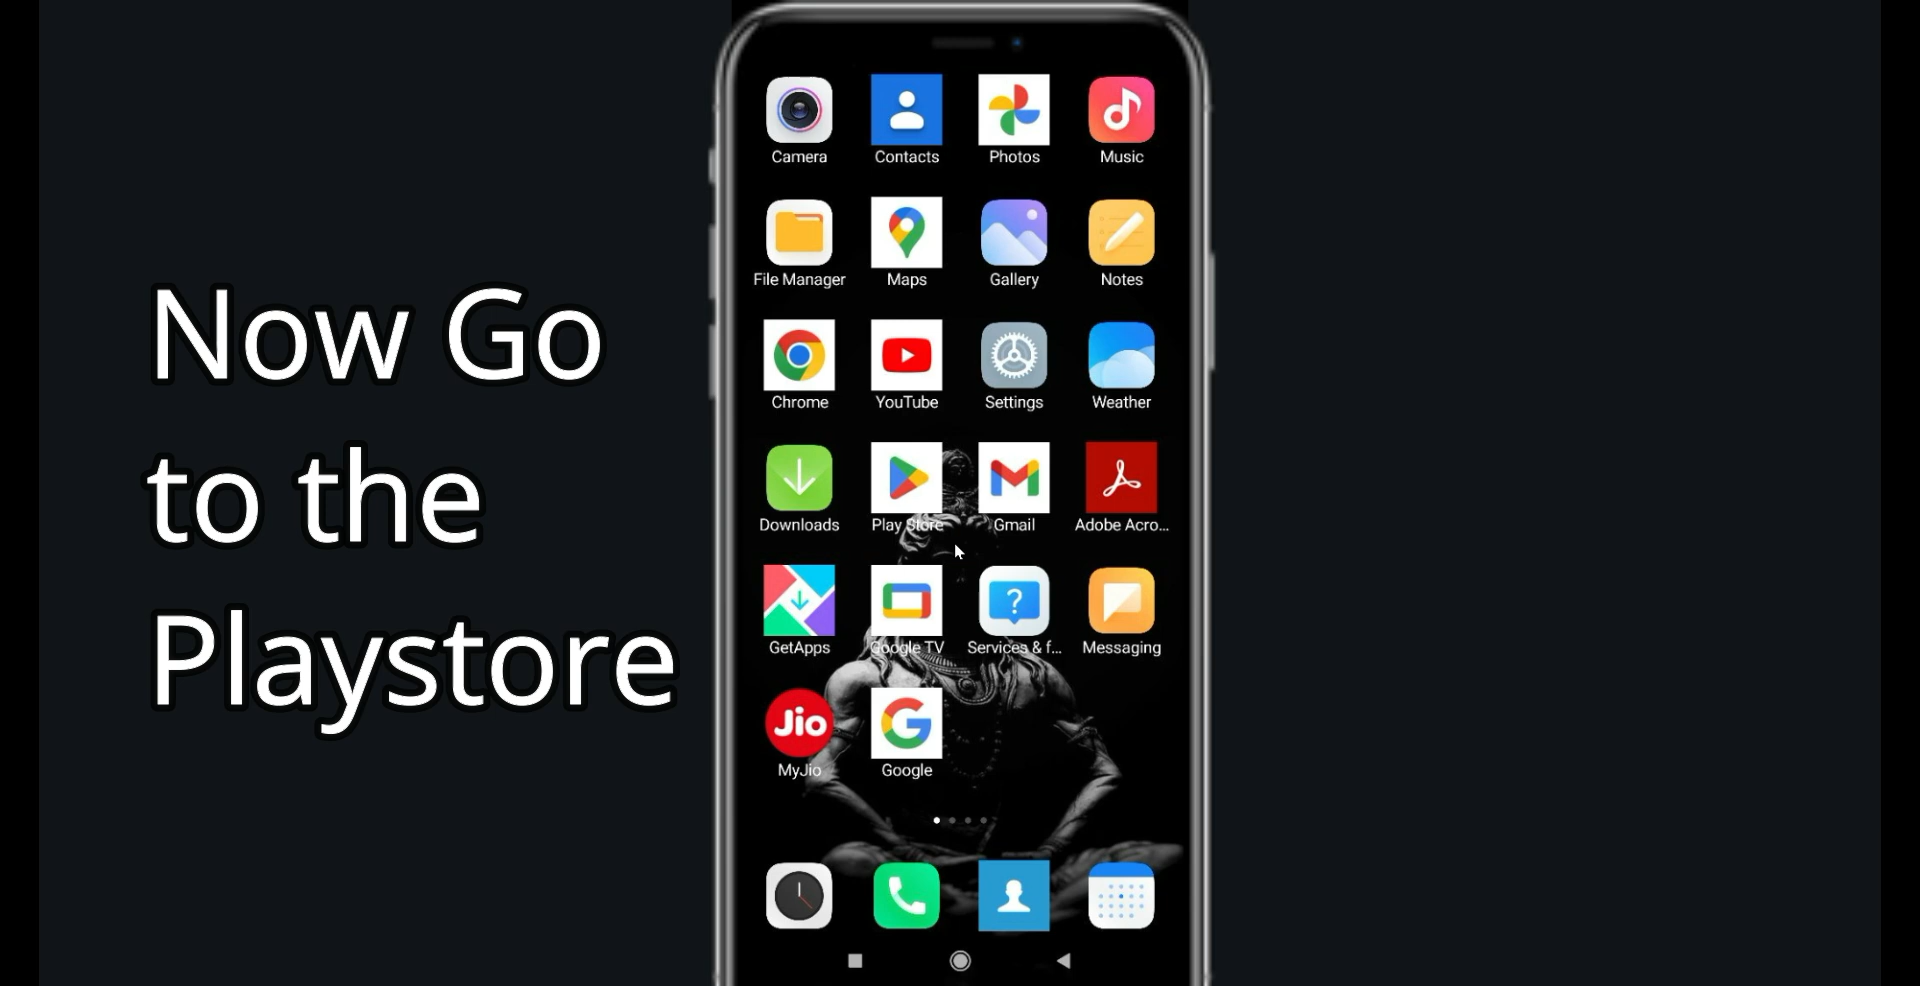 Now Go
to the
Playstore
Camera Contacts Photos Music
File Manager Maps Gallery Notes
Chrome YouTube Settings Weather
Downloads Play Store Gmail Adobe Acro...
GetApps Google TV Services & f... Messaging
Jio
MyJio Google